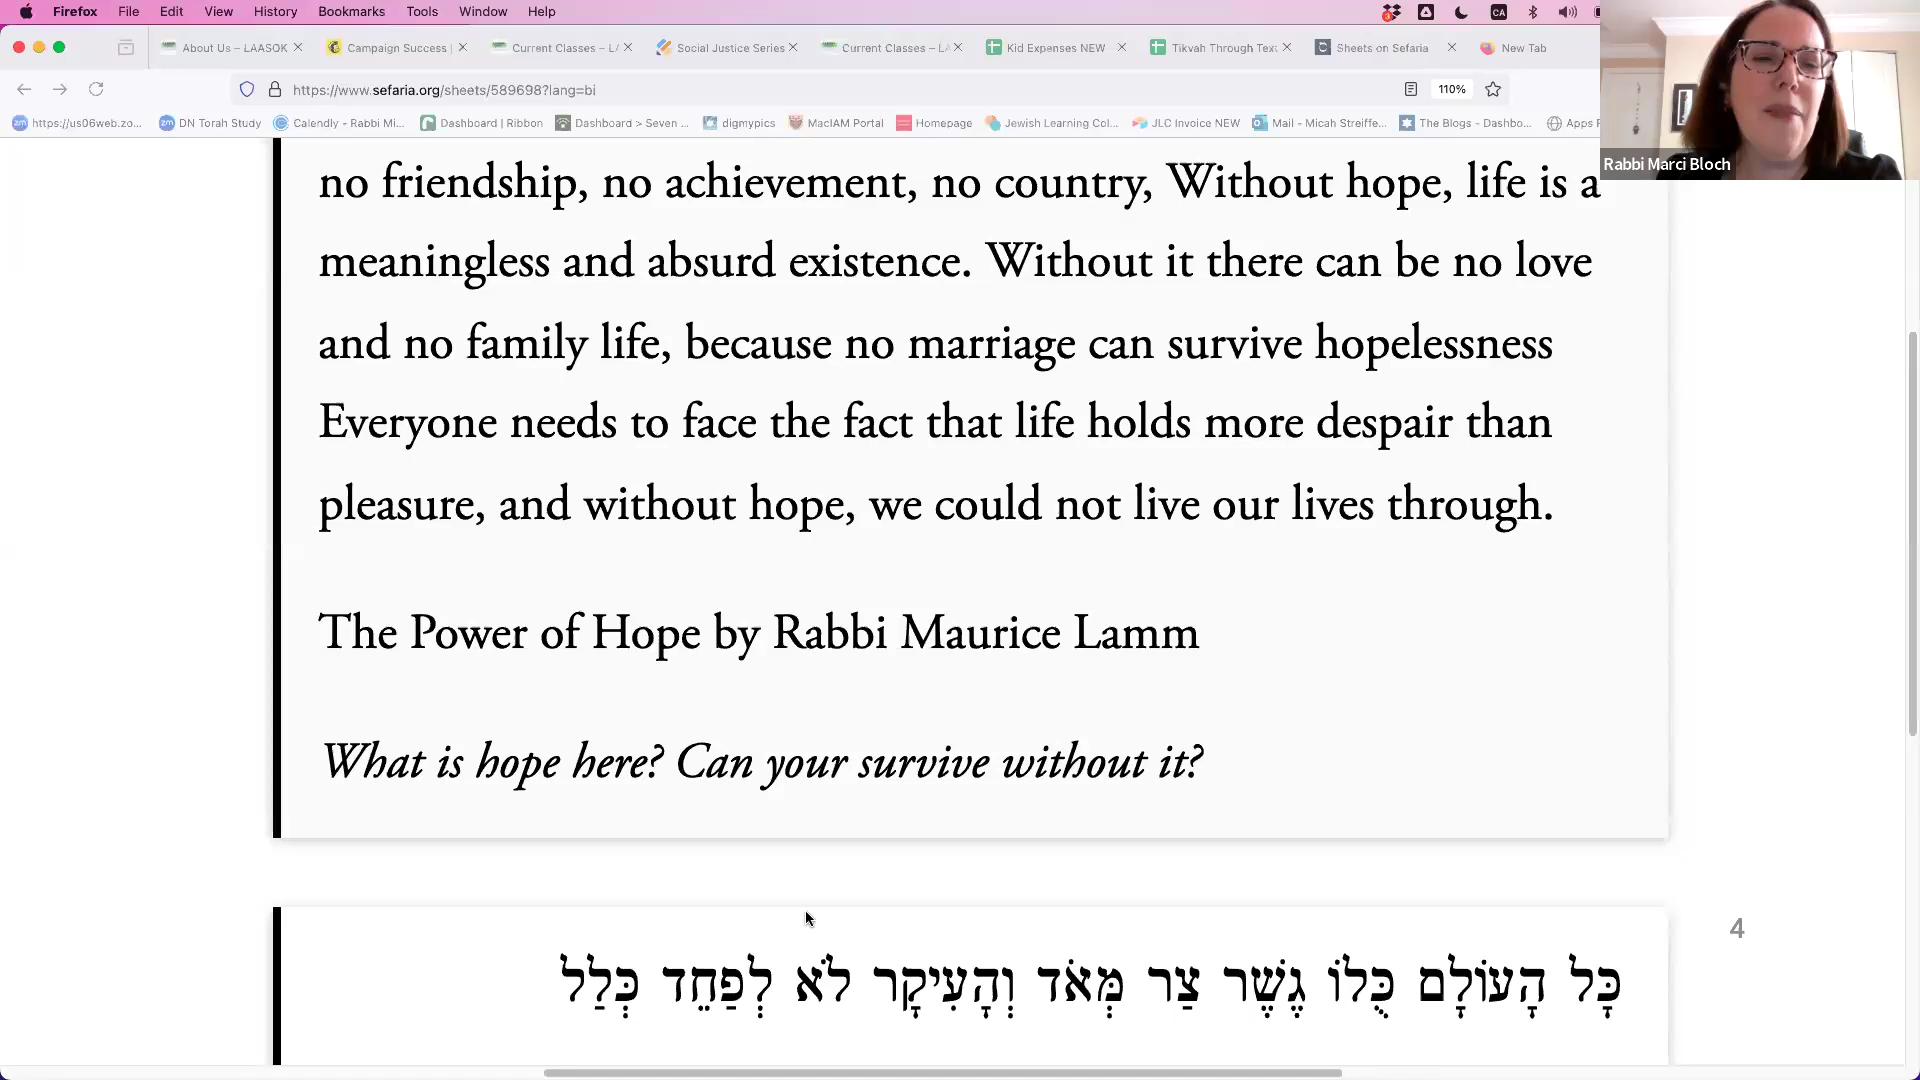 Firefox File Edit View History Bookmarks Tools Window Help
About Us – LAASOK
Campaign Success |
Current Classes – L
Social Justice Series
Current Classes – L
Kid Expenses NEW
Tikvah Through Text
Sheets on Sefaria
New Tab
https://www.sefaria.org/sheets/589698?lang=bi
110%
https://us06web.zo...
DN Torah Study
Calendly - Rabbi Mi...
Dashboard | Ribbon
Dashboard > Seven ...
digmypics
MacIAM Portal
Homepage
Jewish Learning Col...
JLC Invoice NEW
Mail - Micah Streiffe...
The Blogs - Dashbo...
Apps
Rabbi Marci Bloch
no friendship, no achievement, no country, Without hope, life is a
meaningless and absurd existence. Without it there can be no love
and no family life, because no marriage can survive hopelessness
Everyone needs to face the fact that life holds more despair than
pleasure, and without hope, we could not live our lives through.
The Power of Hope by Rabbi Maurice Lamm
What is hope here? Can your survive without it?
4
כָּל הָעוֹלָם כֻּלוֹ גֶשֶׁר צַר מְּאֹד וְהָעִיקָר לֹא לְפַחֵד כְּלַל